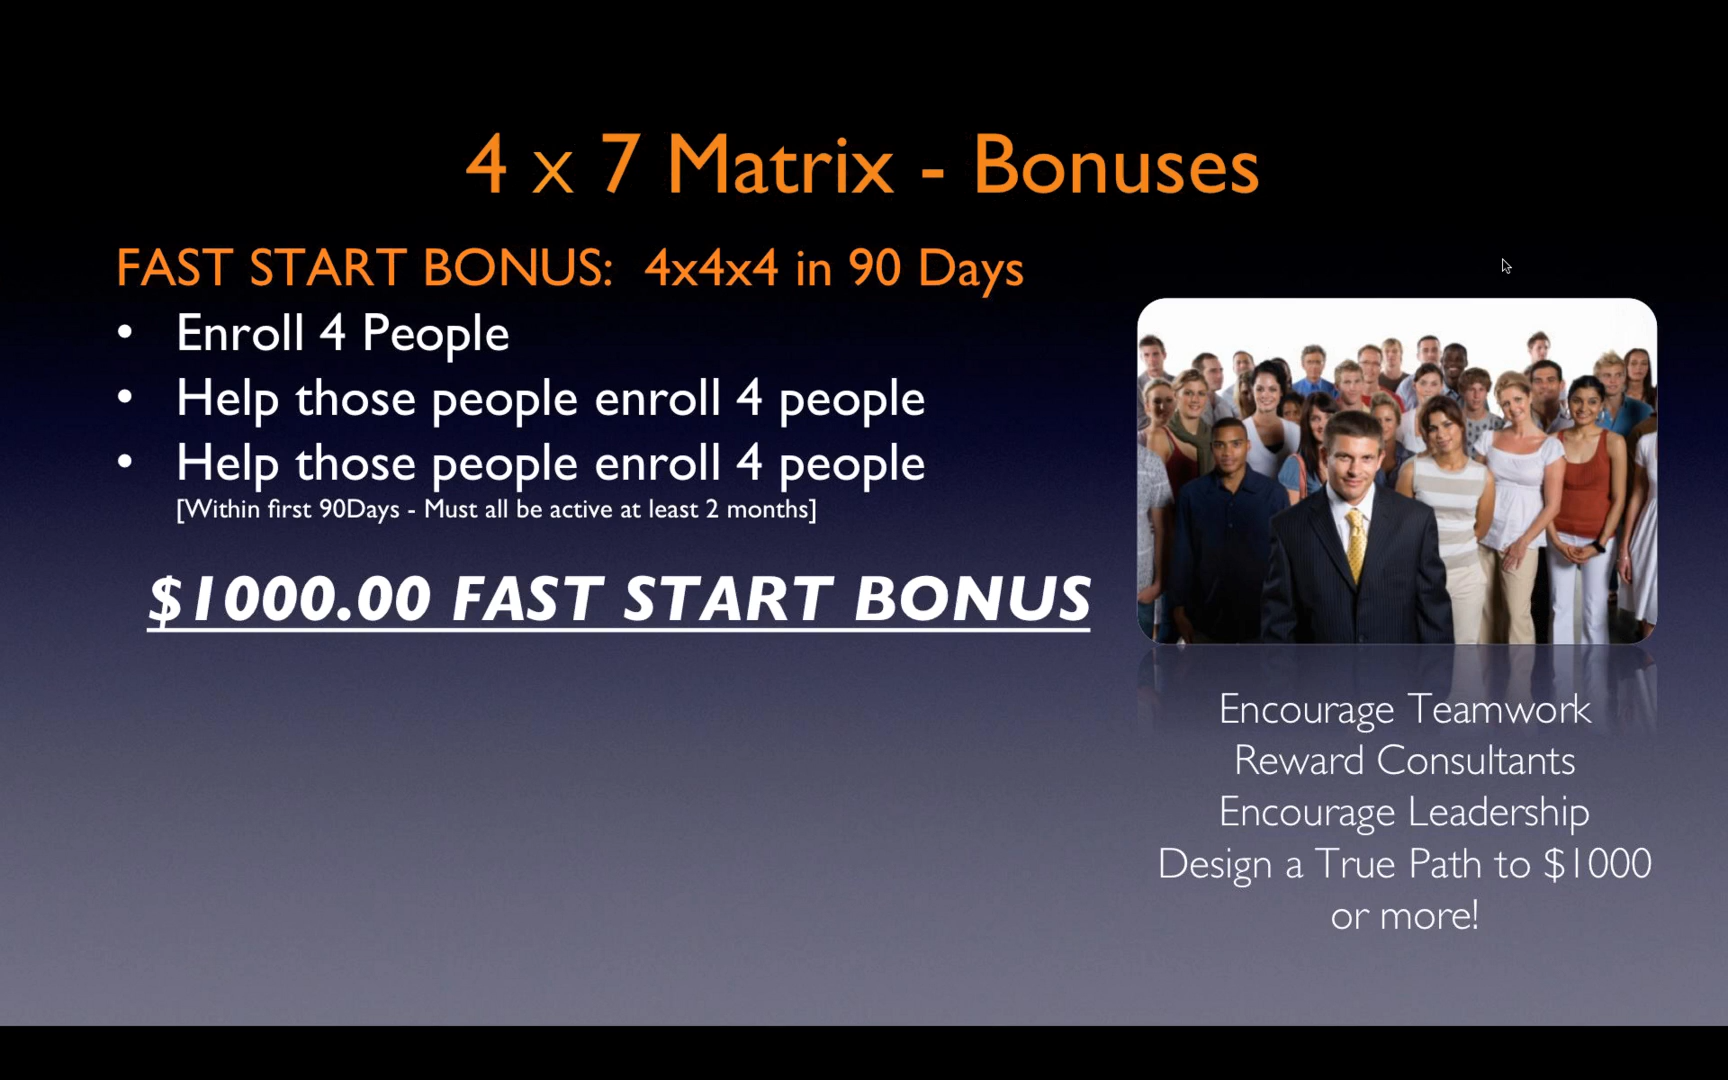 4 x 7 Matrix - Bonuses
FAST START BONUS: 4x4x4 in 90 Days
• Enroll 4 People
• Help those people enroll 4 people
• Help those people enroll 4 people
[Within first 90Days - Must all be active at least 2 months]
$1000.00 FAST START BONUS
Encourage Teamwork
Reward Consultants
Encourage Leadership
Design a True Path to $1000
or more!